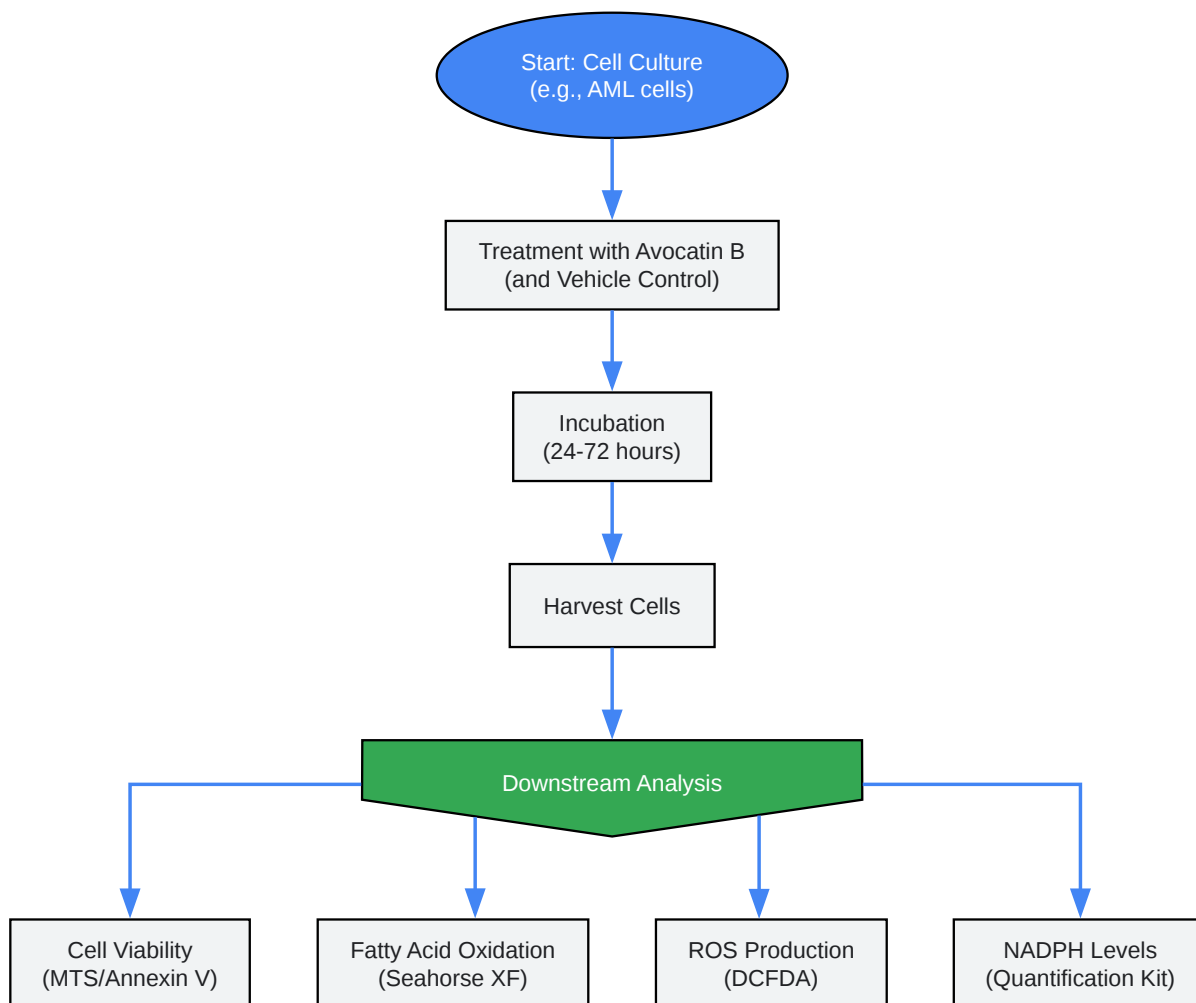 Start: Cell Culture
(e.g., AML cells)
Treatment with Avocatin B
(and Vehicle Control)
Incubation
(24-72 hours)
Harvest Cells
Downstream Analysis
Cell Viability
(MTS/Annexin V)
Fatty Acid Oxidation
(Seahorse XF)
ROS Production
(DCFDA)
NADPH Levels
(Quantification Kit)